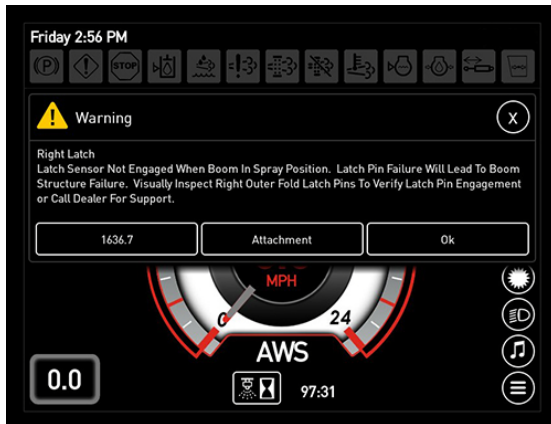 Friday 2:56 PM
(P)
STOP
Warning
X
Right Latch
Latch Sensor Not Engaged When Boom In Spray Position. Latch Pin Failure Will Lead To Boom
Structure Failure. Visually Inspect Right Outer Fold Latch Pins To Verify Latch Pin Engagement
or Call Dealer For Support.
1636.7
Attachment
Ok
MPH
0
24
AWS
0.0
97:31